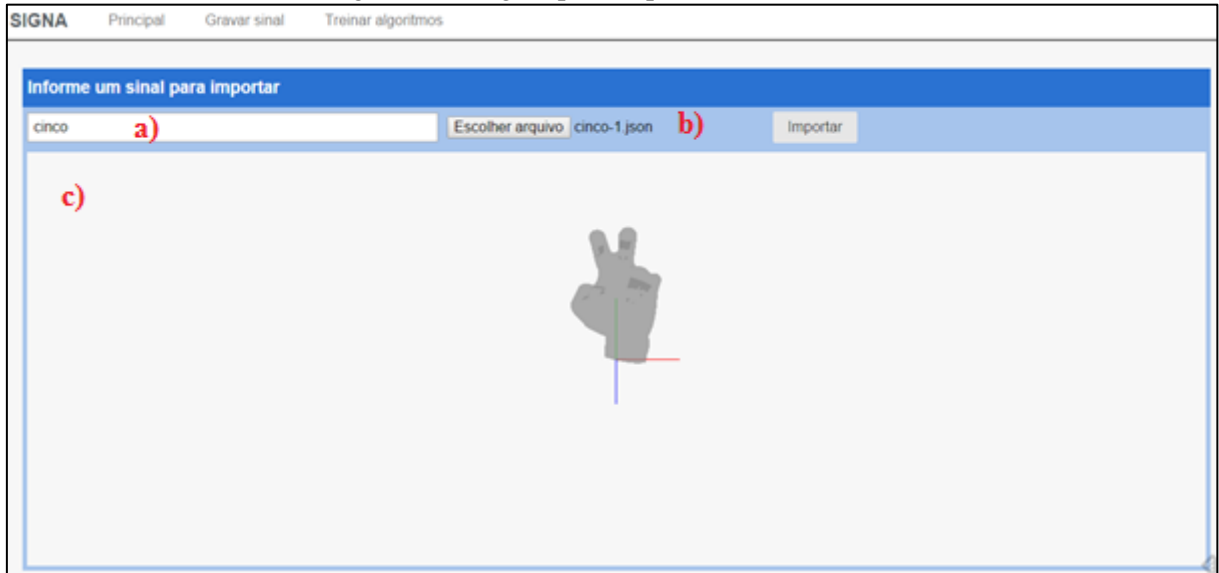 SIGNA Principal Gravar sinal Treinar algoritmos
Informe um sinal para importar
cinco a) Escolher arquivo cinco-1.json b) Importar
c)